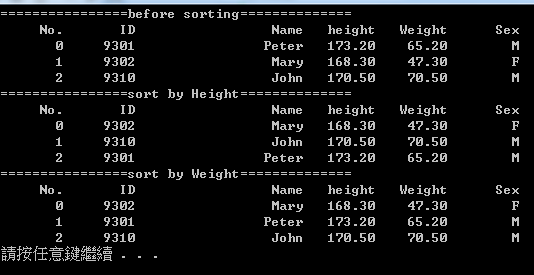 ================before sorting==============
No. ID Name height Weight Sex
0 9301 Peter 173.20 65.20 M
1 9302 Mary 168.30 47.30 F
2 9310 John 170.50 70.50 M
================sort by Height==============
No. ID Name height Weight Sex
0 9302 Mary 168.30 47.30 F
1 9310 John 170.50 70.50 M
2 9301 Peter 173.20 65.20 M
================sort by Weight==============
No. ID Name height Weight Sex
0 9302 Mary 168.30 47.30 F
1 9301 Peter 173.20 65.20 M
2 9310 John 170.50 70.50 M
請按任意鍵繼續 . . .